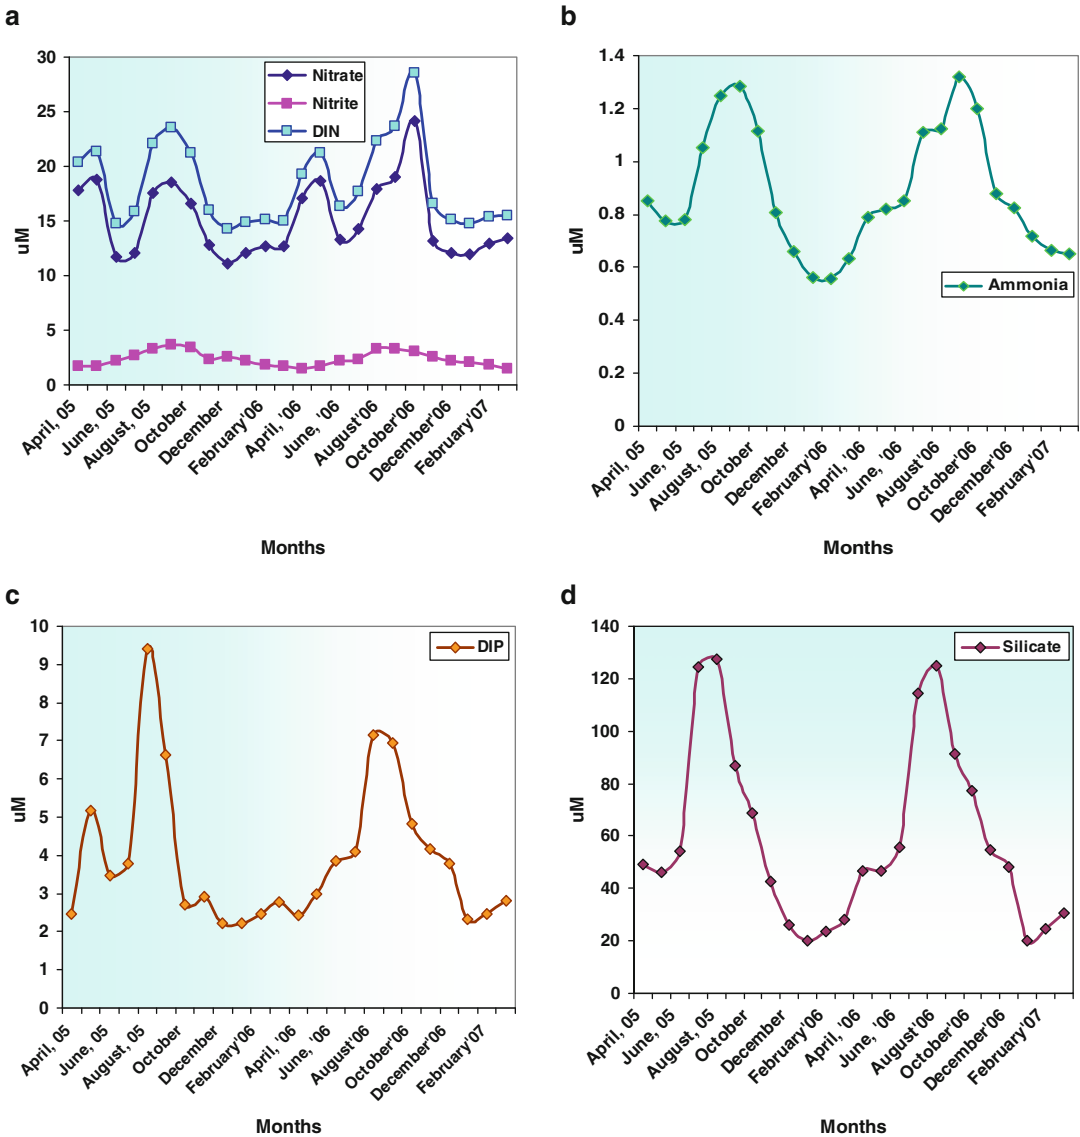 a
30
25
20
15
10
5
0
uM
Nitrate
Nitrite
DIN
April, 05
June, 05
August, 05
October
December
February'06
April, '06
June, '06
August'06
October'06
December'06
February'07
Months
b
1.4
1.2
1
0.8
0.6
0.4
0.2
0
uM
Ammonia
April, 05
June, 05
August, 05
October
December
February'06
April, '06
June, '06
August'06
October'06
December'06
February'07
Months
c
10
9
8
7
6
5
4
3
2
1
0
uM
DIP
April, 05
June, 05
August, 05
October
December
February'06
April, '06
June, '06
August'06
October'06
December'06
February'07
Months
d
140
120
100
80
60
40
20
0
uM
Silicate
April, 05
June, 05
August, 05
October
December
February'06
April, '06
June, '06
August'06
October'06
December'06
February'07
Months